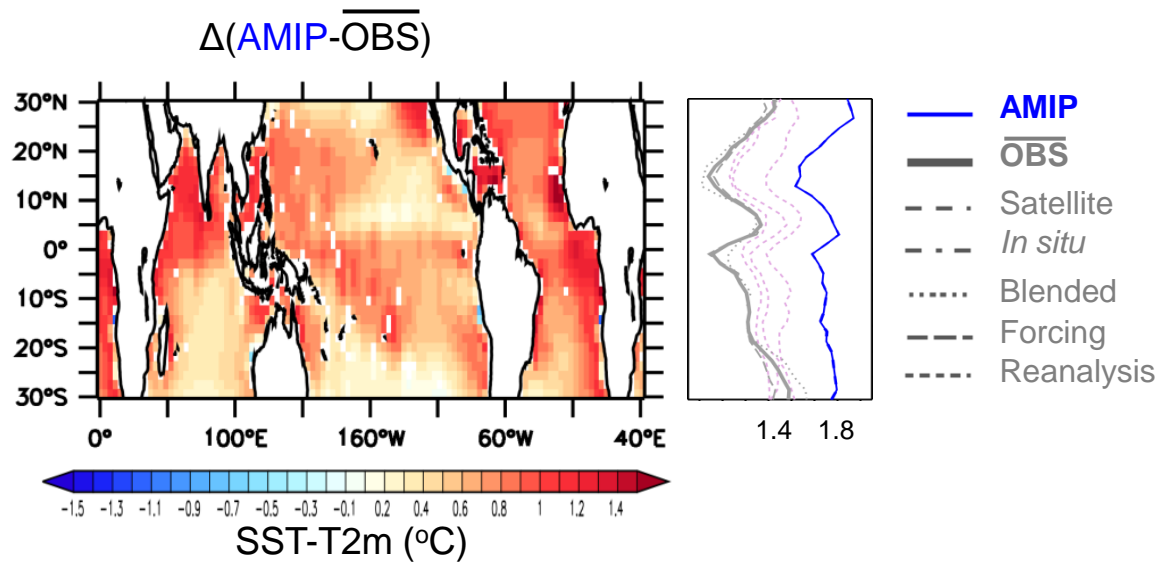 Δ(AMIP-O̅B̅S̅)
30°N
20°N
10°N
0°
10°S
20°S
30°S
0° 100°E 160°W 60°W 40°E
-1.5 -1.3 -1.1 -0.9 -0.7 -0.5 -0.3 -0.1 0.2 0.4 0.6 0.8 1 1.2 1.4
SST-T2m (°C)
1.4 1.8
AMIP
O̅B̅S̅
Satellite
In situ
Blended
Forcing
Reanalysis